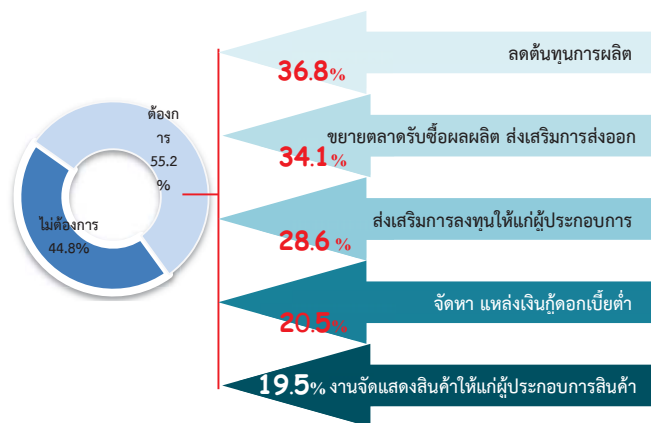 ต้องก
าร
55.2
%
ไม่ต้องการ
44.8%
ลดต้นทุนการผลิต
36.8%
ขยายตลาดรับซื้อผลผลิต ส่งเสริมการส่งออก
34.1%
ส่งเสริมการลงทุนให้แก่ผู้ประกอบการ
28.6 %
จัดหา แหล่งเงินกู้ดอกเบี้ยต่ำ
20.5%
19.5% งานจัดแสดงสินค้าให้แก่ผู้ประกอบการสินค้า